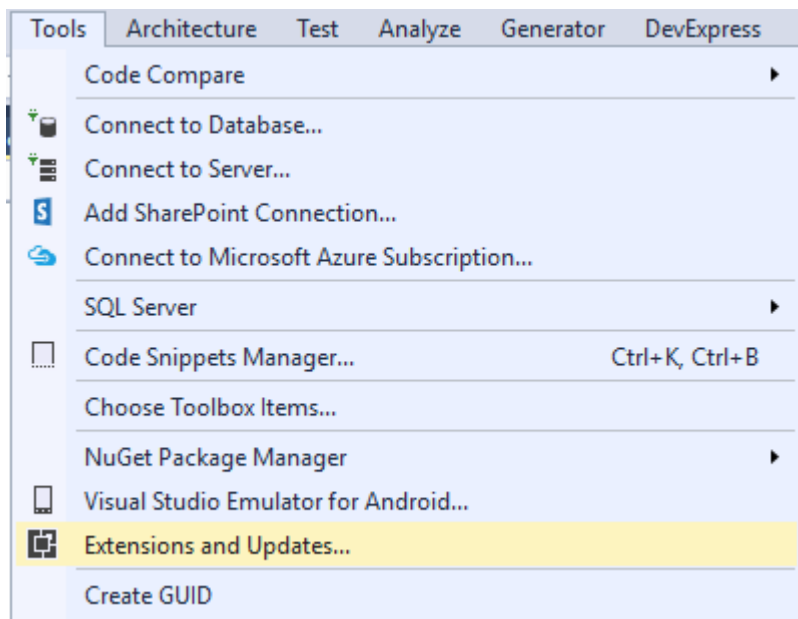 Tools Architecture Test Analyze Generator DevExpress
Code Compare
Connect to Database...
Connect to Server...
Add SharePoint Connection...
Connect to Microsoft Azure Subscription...
SQL Server
Code Snippets Manager... Ctrl+K, Ctrl+B
Choose Toolbox Items...
NuGet Package Manager
Visual Studio Emulator for Android...
Extensions and Updates...
Create GUID